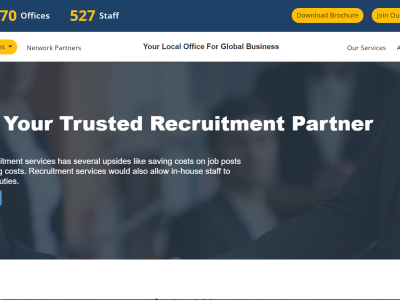 70 Offices 527 Staff Download Brochure Join Ou
Network Partners Your Local Office For Global Business Our Services A
Your Trusted Recruitment Partner
itment services has several upsides like saving costs on job posts
g costs. Recruitment services would also allow in-house staff to
uties.